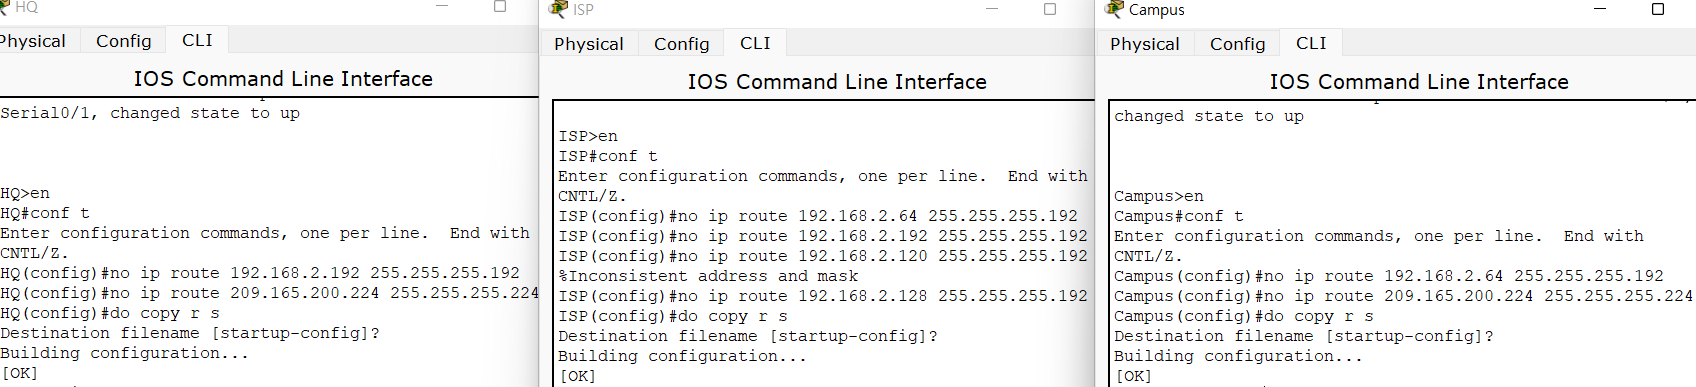 HQ
Physical Config CLI
IOS Command Line Interface
Serial0/1, changed state to up
HQ>en
HQ#conf t
Enter configuration commands, one per line.  End with
CNTL/Z.
HQ(config)#no ip route 192.168.2.192 255.255.255.192
HQ(config)#no ip route 209.165.200.224 255.255.255.224
HQ(config)#do copy r s
Destination filename [startup-config]?
Building configuration...
[OK]
ISP
Physical Config CLI
IOS Command Line Interface
ISP>en
ISP#conf t
Enter configuration commands, one per line.  End with
CNTL/Z.
ISP(config)#no ip route 192.168.2.64 255.255.255.192
ISP(config)#no ip route 192.168.2.192 255.255.255.192
ISP(config)#no ip route 192.168.2.120 255.255.255.192
%Inconsistent address and mask
ISP(config)#no ip route 192.168.2.128 255.255.255.192
ISP(config)#do copy r s
Destination filename [startup-config]?
Building configuration...
[OK]
Campus
Physical Config CLI
IOS Command Line Interface
changed state to up
Campus>en
Campus#conf t
Enter configuration commands, one per line.  End with
CNTL/Z.
Campus(config)#no ip route 192.168.2.64 255.255.255.192
Campus(config)#no ip route 209.165.200.224 255.255.255.224
Campus(config)#do copy r s
Destination filename [startup-config]?
Building configuration...
[OK]